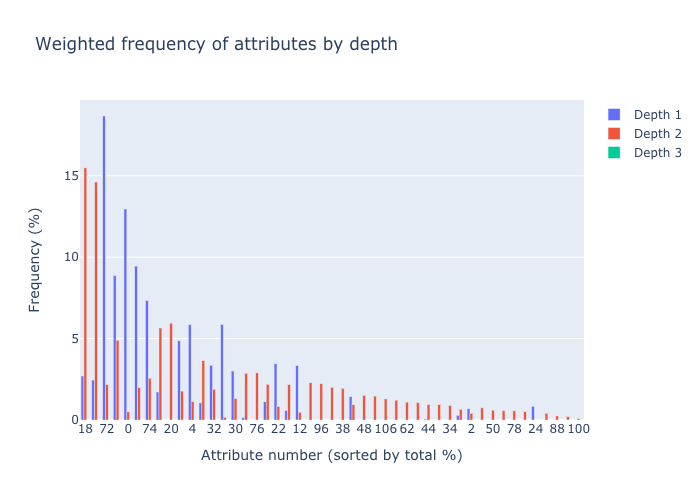 Weighted frequency of attributes by depth
Depth 1
Depth 2
Depth 3
Frequency (%)
15
10
5
0
18 72 0 74 20 4 32 30 76 22 12 96 38 48 106 62 44 34 2 50 78 24 88 100
Attribute number (sorted by total %)